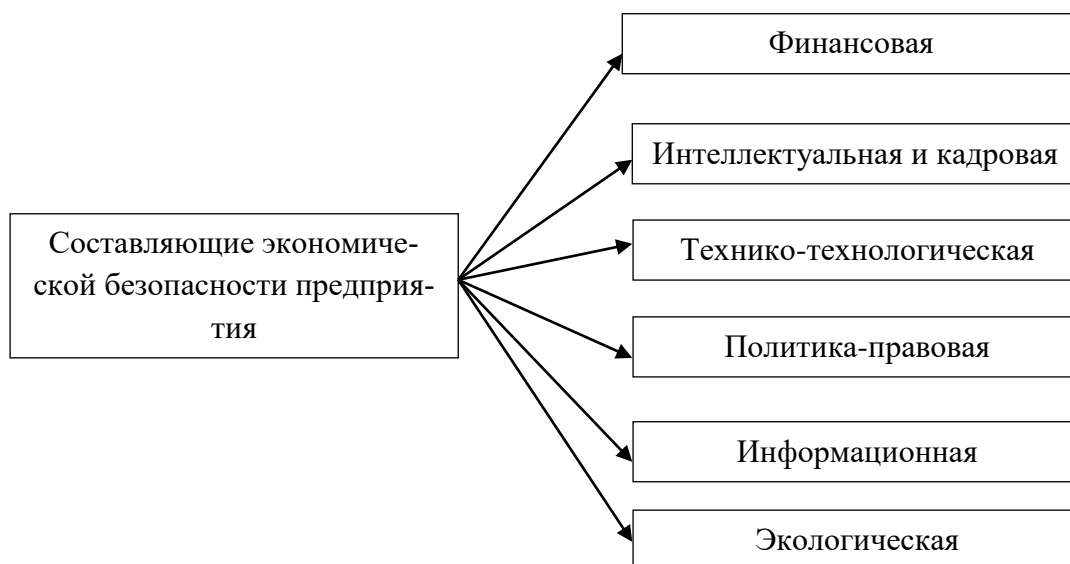 Финансовая
Интеллектуальная и кадровая
Составляющие экономиче-
ской безопасности предприя-
тия
Технико-технологическая
Политика-правовая
Информационная
Экологическая